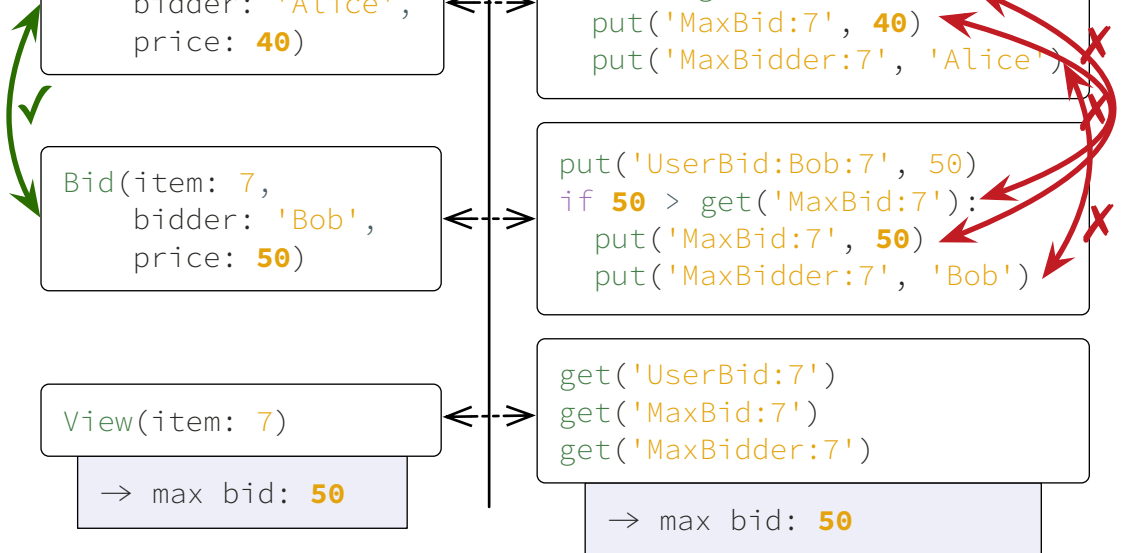 bidder: 'Alice',
price: 40)
put('MaxBid:7', 40)
put('MaxBidder:7', 'Alice')
Bid(item: 7,
bidder: 'Bob',
price: 50)
put('UserBid:Bob:7', 50)
if 50 > get('MaxBid:7'):
put('MaxBid:7', 50)
put('MaxBidder:7', 'Bob')
View(item: 7)
→ max bid: 50
get('UserBid:7')
get('MaxBid:7')
get('MaxBidder:7')
→ max bid: 50